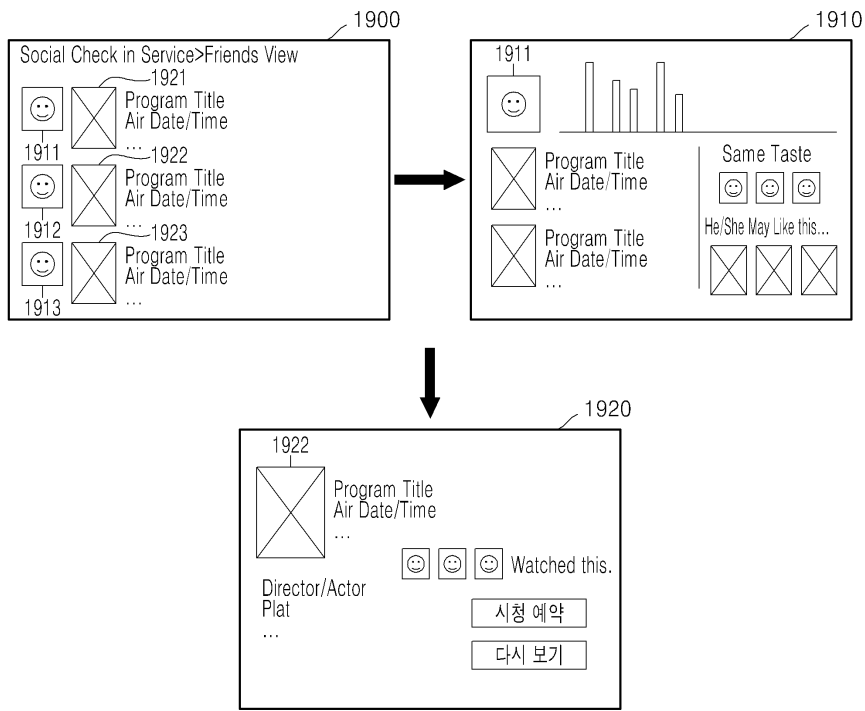 1900
Social Check in Service>Friends View
1921
Program Title
Air Date/Time
...
1911
1922
Program Title
Air Date/Time
...
1912
1923
Program Title
Air Date/Time
...
1913
1910
1911
Program Title
Air Date/Time
...
Program Title
Air Date/Time
...
Same Taste
He/She May Like this...
1920
1922
Program Title
Air Date/Time
...
Watched this.
Director/Actor
Plat
...
시청 예약
다시 보기